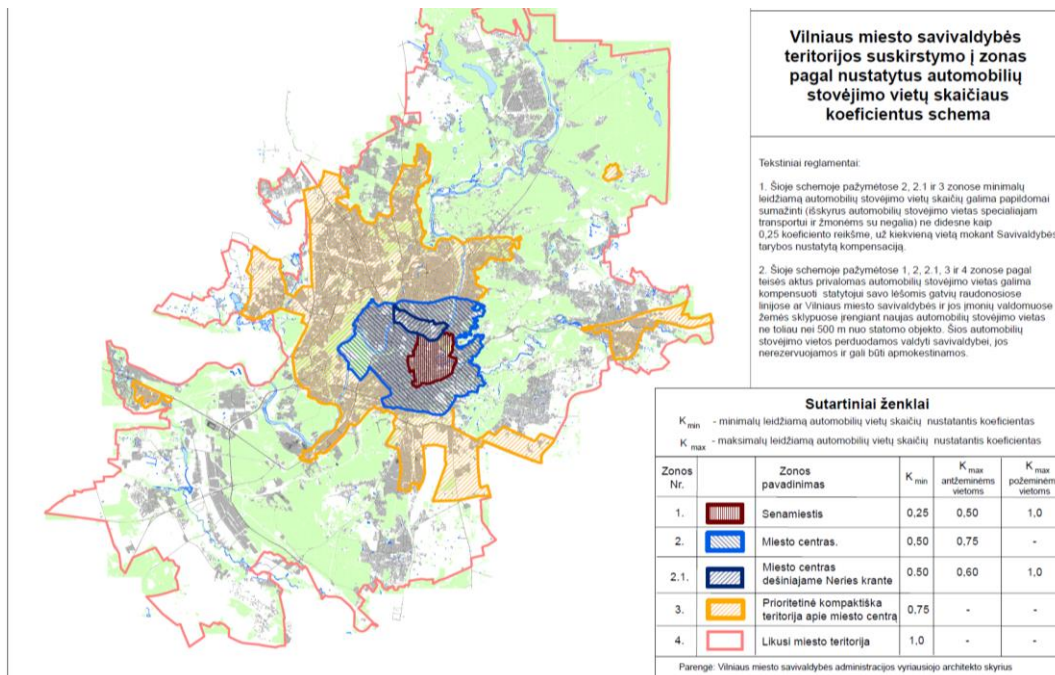 Vilniaus miesto savivaldybės
teritorijos suskirstymo į zonas
pagal nustatytus automobilių
stovėjimo vietų skaičiaus
koeficientus schema
Tekstiniai reglamentai:
1. Šioje schemoje pažymėtose 2, 2.1 ir 3 zonose minimalų
leidžiamą automobilių stovėjimo vietų skaičių galima papildomai
sumažinti (išskyrus automobilių stovėjimo vietas specialiajam
transportui ir žmonėms su negalia) ne didesne kaip
0,25 koeficiento reikšme, už kiekvieną vietą mokant Savivaldybės
tarybos nustatytą kompensaciją.
2. Šioje schemoje pažymėtose 1, 2, 2.1, 3 ir 4 zonose pagal
teisės aktus privalomas automobilių stovėjimo vietas galima
kompensuoti statytojui savo lėšomis gatvių raudonosiose
linijose ar Vilniaus miesto savivaldybės ir jos įmonių valdomuose
žemės sklypuose įrengiant naujas automobilių stovėjimo vietas
ne toliau nei 500 m nuo statomo objekto. Šios automobilių
stovėjimo vietos perduodamos valdyti savivaldybei, jos
nerezervuojamos ir gali būti apmokestinamos.
Sutartiniai ženklai
K min - minimalų leidžiamą automobilių vietų skaičių nustatantis koeficientas
K max - maksimalų leidžiamą automobilių vietų skaičių nustatantis koeficientas
Zonos Nr. Zonos pavadinimas K min K max antžeminėms vietoms K max požeminėms vietoms
1. Senamiestis 0,25 0,50 1,0
2. Miesto centras. 0,50 0,75 -
2.1. Miesto centras dešiniajame Neries krante 0.50 0,60 1,0
3. Prioritetinė kompaktiška teritorija apie miesto centrą 0,75 - -
4. Likusi miesto teritorija 1,0 - -
Parengė: Vilniaus miesto savivaldybės administracijos vyriausiojo architekto skyrius